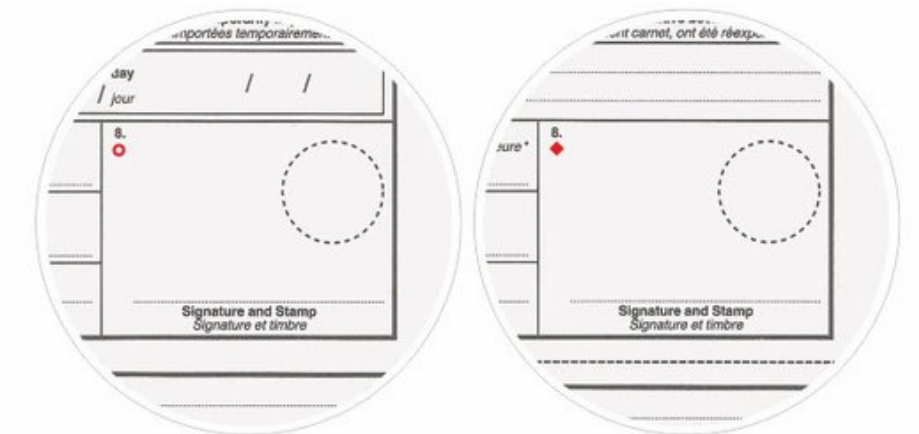 importées temporairemen
day
/ jour / /
8.
Signature and Stamp
Signature et timbre
ent carnet, ont été réexp
eure*
8.
Signature and Stamp
Signature et timbre